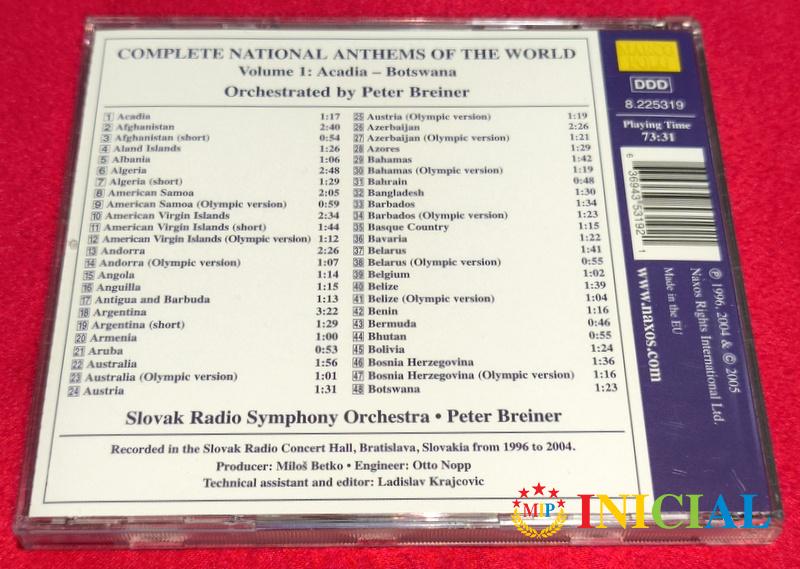 COMPLETE NATIONAL ANTHEMS OF THE WORLD
Volume 1: Acadia – Botswana
Orchestrated by Peter Breiner
1 Acadia 1:17
2 Afghanistan 2:40
3 Afghanistan (short) 0:54
4 Aland Islands 1:26
5 Albania 1:06
6 Algeria 2:48
7 Algeria (short) 1:29
8 American Samoa 2:05
9 American Samoa (Olympic version) 0:59
10 American Virgin Islands 2:34
11 American Virgin Islands (short) 1:44
12 American Virgin Islands (Olympic version) 1:12
13 Andorra 2:26
14 Andorra (Olympic version) 1:07
15 Angola 1:14
16 Anguilla 1:15
17 Antigua and Barbuda 1:13
18 Argentina 3:22
19 Argentina (short) 1:29
20 Armenia 1:00
21 Aruba 0:53
22 Australia 1:56
23 Australia (Olympic version) 1:01
24 Austria 1:31
25 Austria (Olympic version) 1:19
26 Azerbaijan 2:26
27 Azerbaijan (Olympic version) 1:21
28 Azores 1:29
29 Bahamas 1:42
30 Bahamas (Olympic version) 1:19
31 Bahrain 0:48
32 Bangladesh 1:30
33 Barbados 1:34
34 Barbados (Olympic version) 1:23
35 Basque Country 1:15
36 Bavaria 1:22
37 Belarus 1:41
38 Belarus (Olympic version) 0:55
39 Belgium 1:02
40 Belize 1:39
41 Belize (Olympic version) 1:04
42 Benin 1:16
43 Bermuda 0:46
44 Bhutan 0:55
45 Bolivia 1:24
46 Bosnia Herzegovina 1:36
47 Bosnia Herzegovina (Olympic version) 1:16
48 Botswana 1:23
Slovak Radio Symphony Orchestra • Peter Breiner
Recorded in the Slovak Radio Concert Hall, Bratislava, Slovakia from 1996 to 2004.
Producer: Miloš Betko • Engineer: Otto Nopp
Technical assistant and editor: Ladislav Krajcovic
MARCO
POLO
DDD
8.225319
Playing Time
73:31
6 36943 53192 1
℗ 1996, 2004 & © 2005
Naxos Rights International Ltd.
Made in the EU
www.naxos.com
MIP
INICIAL